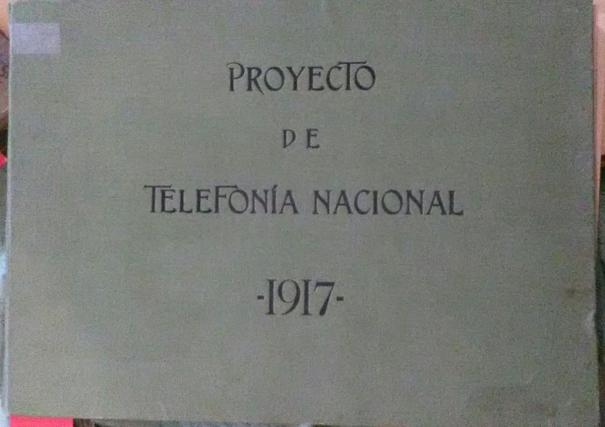 PROYECTO
DE
TELEFONÍA NACIONAL
-1917-